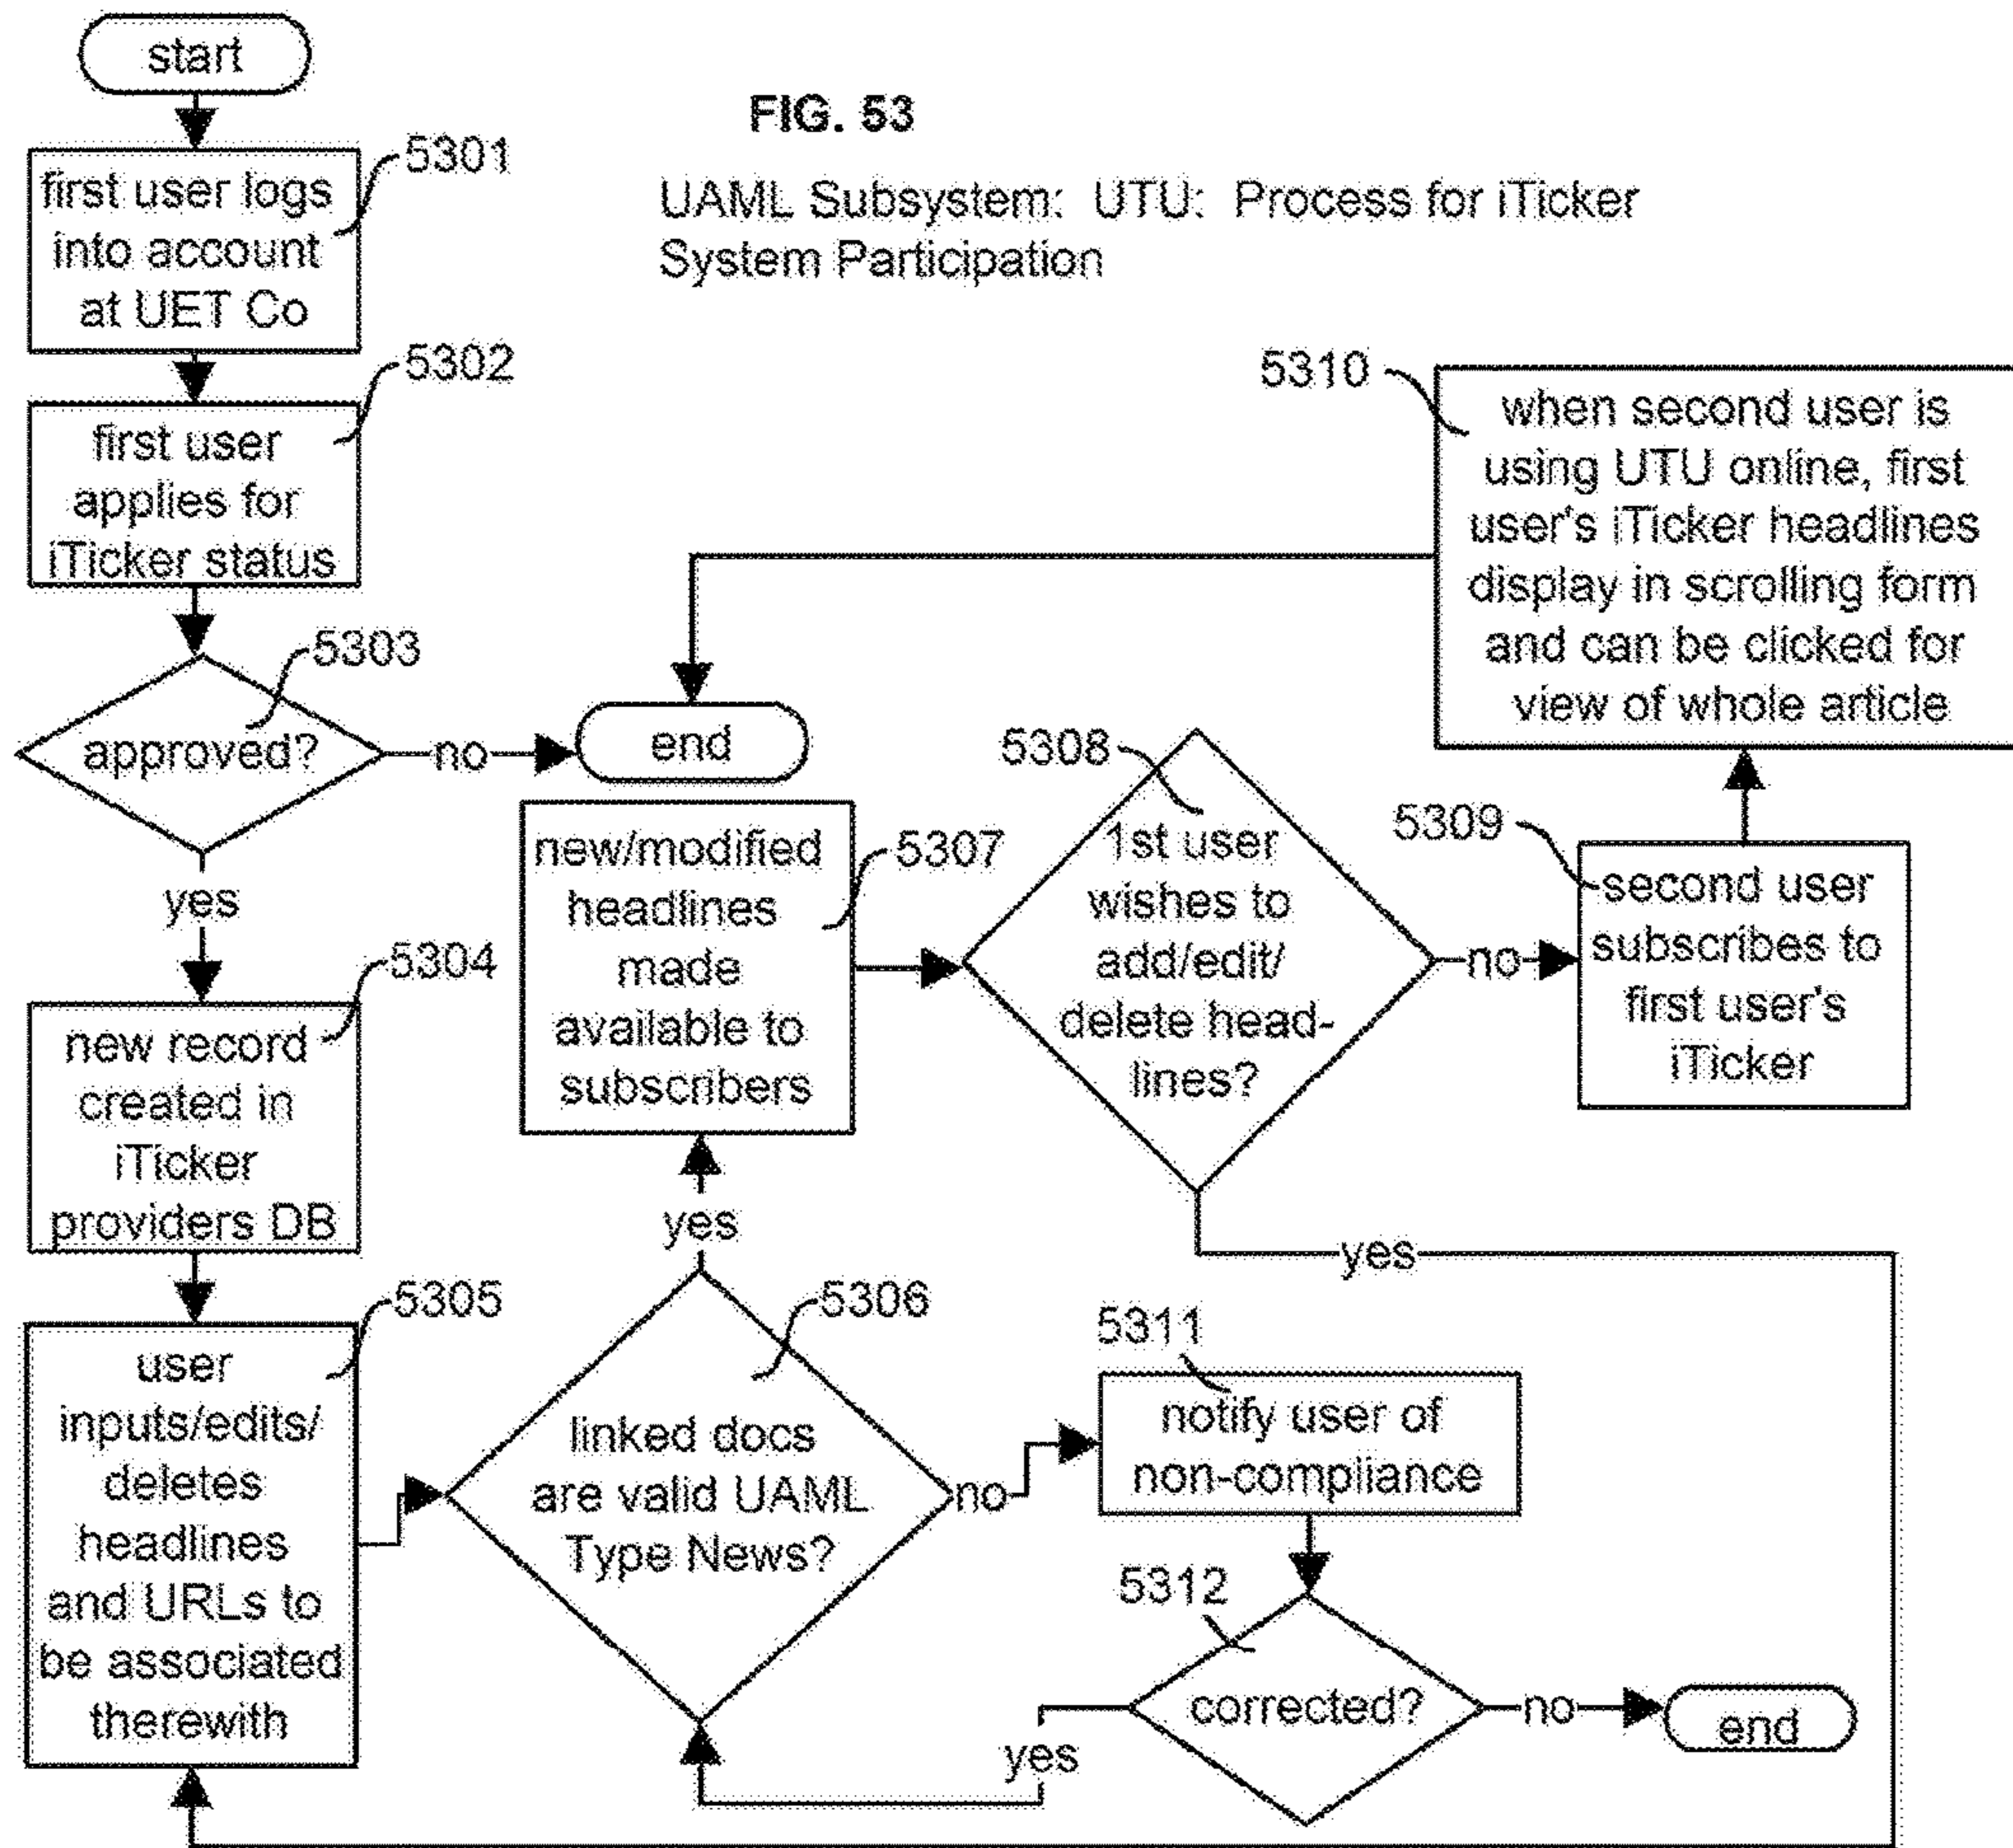 start
FIG. 53
UAML Subsystem: UTU: Process for iTicker
System Participation
5301
first user logs
into account
at UET Co
5302
first user
applies for
iTicker status
5303
approved?
no
end
yes
5304
new record
created in
iTicker
providers DB
5305
user
inputs/edits/
deletes
headlines
and URLs to
be associated
therewith
5306
linked docs
are valid UAML
Type News?
yes
no
5307
new/modified
headlines
made
available to
subscribers
5308
1st user
wishes to
add/edit/
delete head-
lines?
no
yes
5309
second user
subscribes to
first user's
iTicker
5310
when second user is
using UTU online, first
user's iTicker headlines
display in scrolling form
and can be clicked for
view of whole article
5311
notify user of
non-compliance
5312
corrected?
yes
no
end